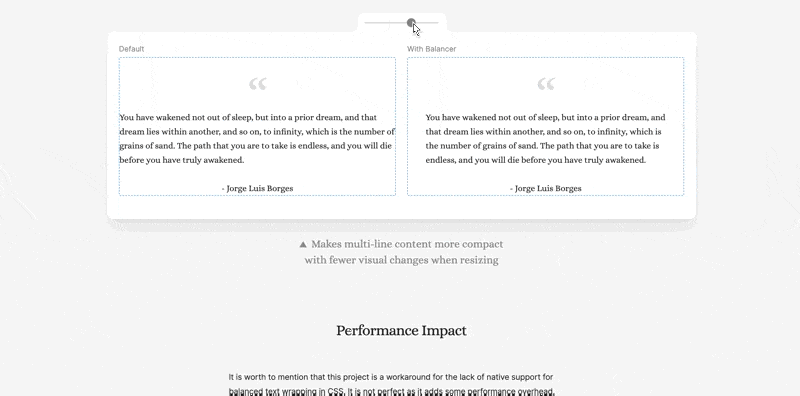 Default
“
You have wakened not out of sleep, but into a prior dream, and that
dream lies within another, and so on, to infinity, which is the number of
grains of sand. The path that you are to take is endless, and you will die
before you have truly awakened.
- Jorge Luis Borges
With Balancer
“
You have wakened not out of sleep, but into a prior dream, and
that dream lies within another, and so on, to infinity, which is
the number of grains of sand. The path that you are to take is
endless, and you will die before you have truly awakened.
- Jorge Luis Borges
▲ Makes multi-line content more compact
with fewer visual changes when resizing
Performance Impact
It is worth to mention that this project is a workaround for the lack of native support for
balanced text wrapping in CSS. It is not perfect as it adds some performance overhead.